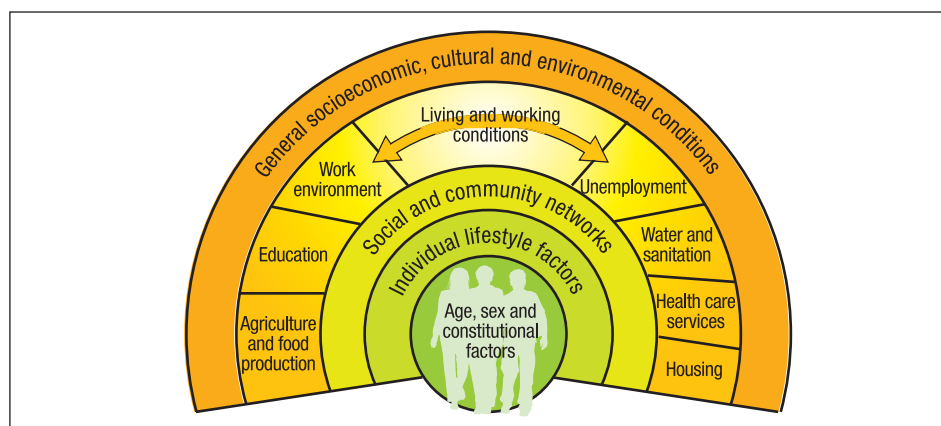 General socioeconomic, cultural and environmental conditions
Living and working
conditions
Work
environment
Unemployment
Social and community networks
Education
Water and
sanitation
Individual lifestyle factors
Agriculture
and food
production
Age, sex and
constitutional
factors
Health care
services
Housing